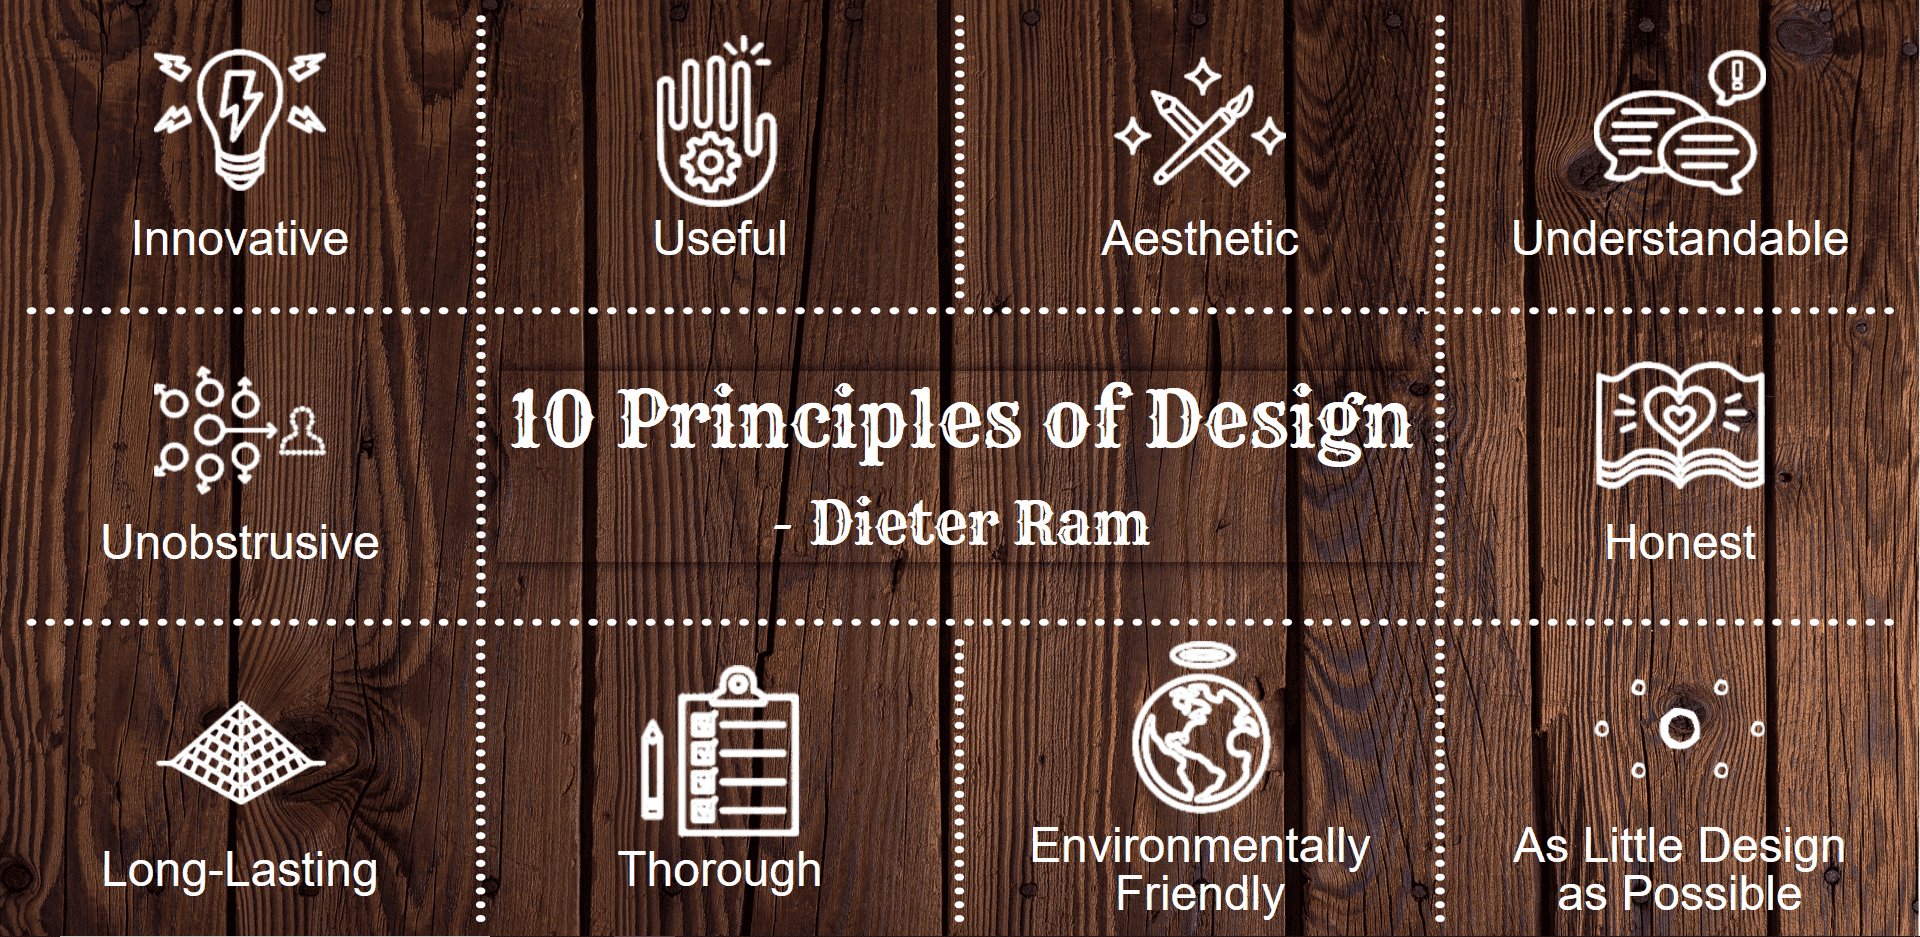 Innovative
Useful
Aesthetic
Understandable
Unobstrusive
10 Principles of Design
- Dieter Ram
Honest
Long-Lasting
Thorough
Environmentally
Friendly
As Little Design
as Possible